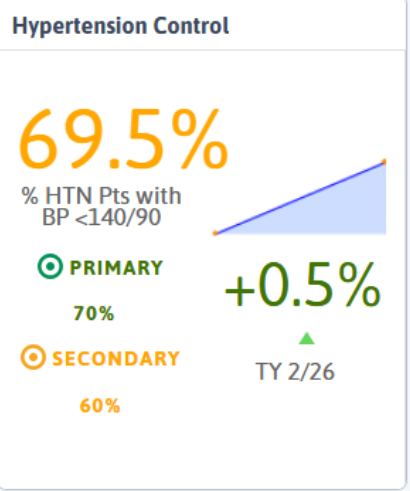 Hypertension Control
69.5%
% HTN Pts with
BP <140/90
PRIMARY
70%
SECONDARY
60%
+0.5%
TY 2/26